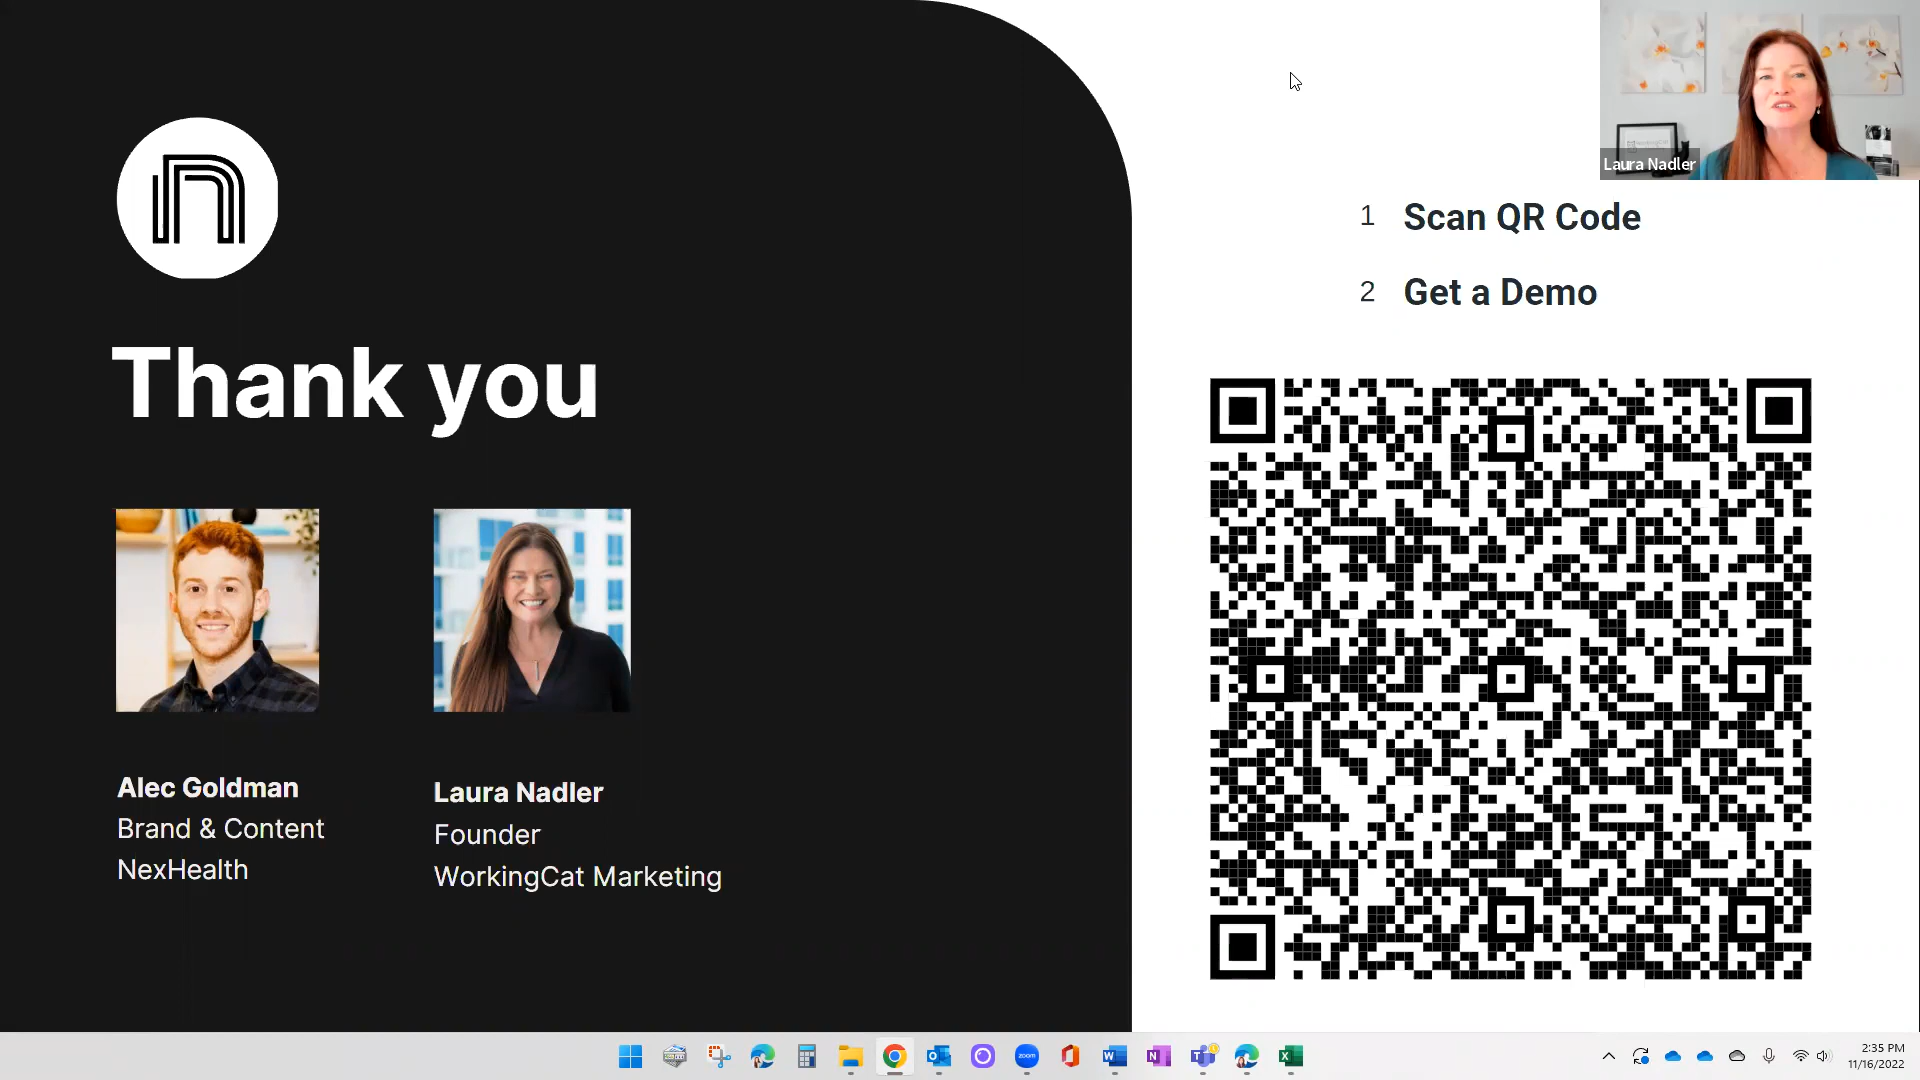 Laura Nadler
1 Scan QR Code
2 Get a Demo
Thank you
Alec Goldman
Brand & Content
NexHealth
Laura Nadler
Founder
WorkingCat Marketing
zoom
2:35 PM
11/16/2022